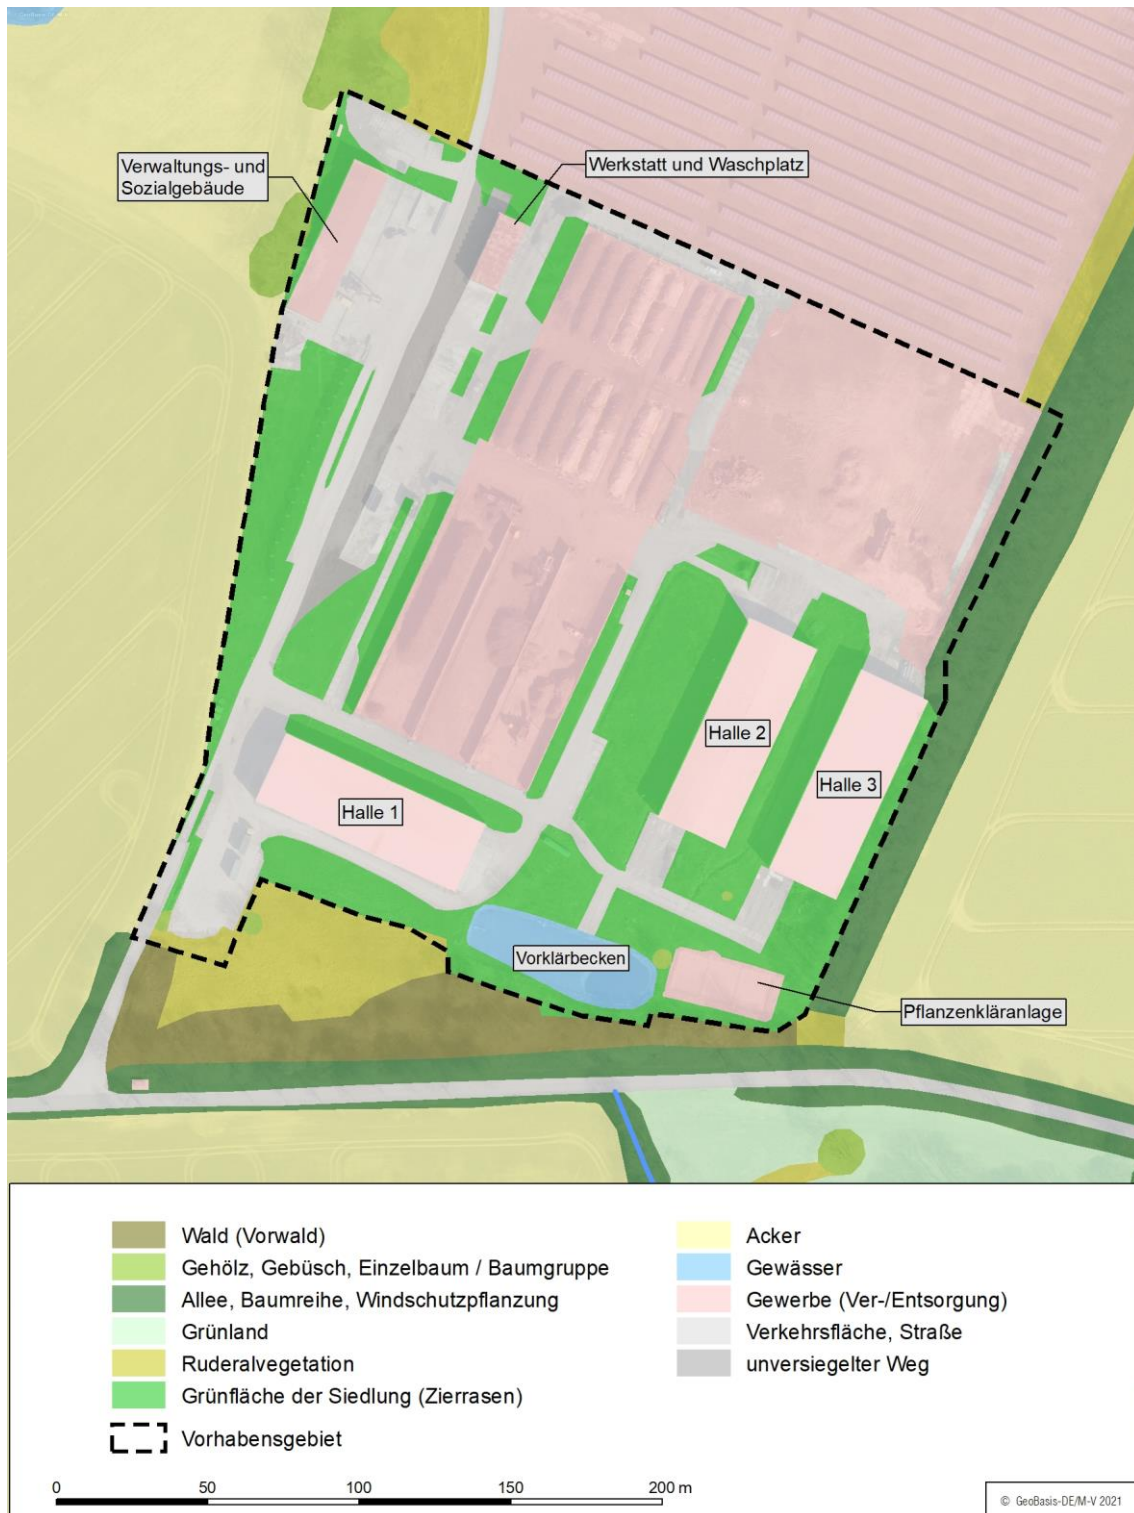 Verwaltungs- und
Sozialgebäude
Werkstatt und Waschplatz
Halle 2
Halle 3
Halle 1
Vorklärbecken
Pflanzenkläranlage
Wald (Vorwald)
Gehölz, Gebüsch, Einzelbaum / Baumgruppe
Allee, Baumreihe, Windschutzpflanzung
Grünland
Ruderalvegetation
Grünfläche der Siedlung (Zierrasen)
Vorhabensgebiet
Acker
Gewässer
Gewerbe (Ver-/Entsorgung)
Verkehrsfläche, Straße
unversiegelter Weg
0 50 100 150 200 m
© GeoBasis-DE/M-V 2021